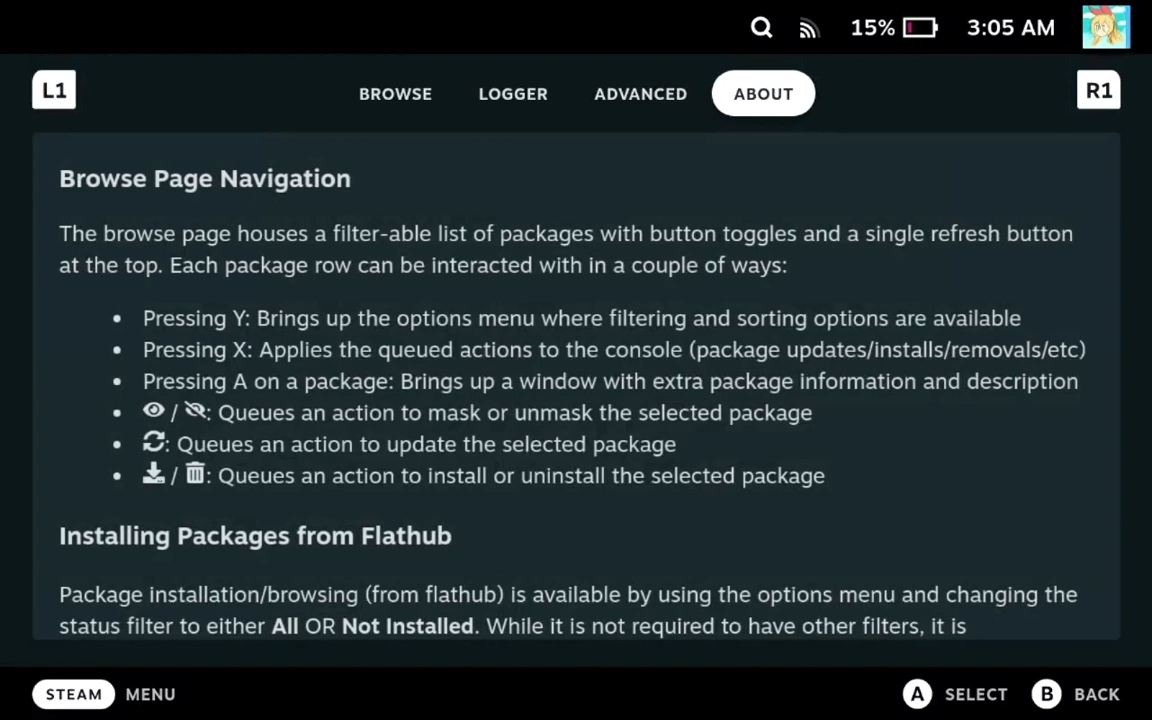 15% 3:05 AM
L1 BROWSE LOGGER ADVANCED ABOUT R1
Browse Page Navigation
The browse page houses a filter-able list of packages with button toggles and a single refresh button
at the top. Each package row can be interacted with in a couple of ways:
• Pressing Y: Brings up the options menu where filtering and sorting options are available
• Pressing X: Applies the queued actions to the console (package updates/installs/removals/etc)
• Pressing A on a package: Brings up a window with extra package information and description
• / : Queues an action to mask or unmask the selected package
• : Queues an action to update the selected package
• / : Queues an action to install or uninstall the selected package
Installing Packages from Flathub
Package installation/browsing (from flathub) is available by using the options menu and changing the
status filter to either All OR Not Installed. While it is not required to have other filters, it is
STEAM MENU A SELECT B BACK